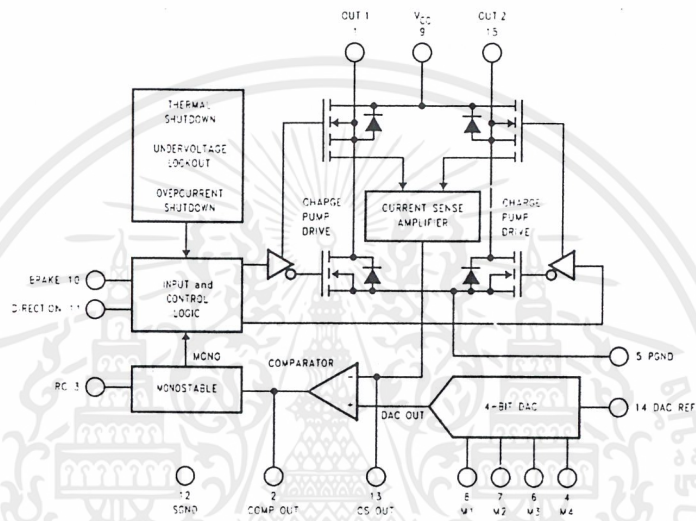 OUT 1
1
VCC
9
OUT 2
15
THERMAL
SHUTDOWN
UNDERVOLTAGE
LOCKOUT
OVERCURRENT
SHUTDOWN
CHARGE
PUMP
DRIVE
CURRENT SENSE
AMPLIFIER
CHARGE
PUMP
DRIVE
BRAKE 10
DIRECTION 11
INPUT and
CONTROL
LOGIC
MONO
COMPARATOR
5 PGND
RC 3
MONOSTABLE
-
+
DAC OUT
4-BIT DAC
14 DAC REF
12
SGND
2
COMP OUT
13
CS OUT
8
M1
7
M2
6
M3
4
M4